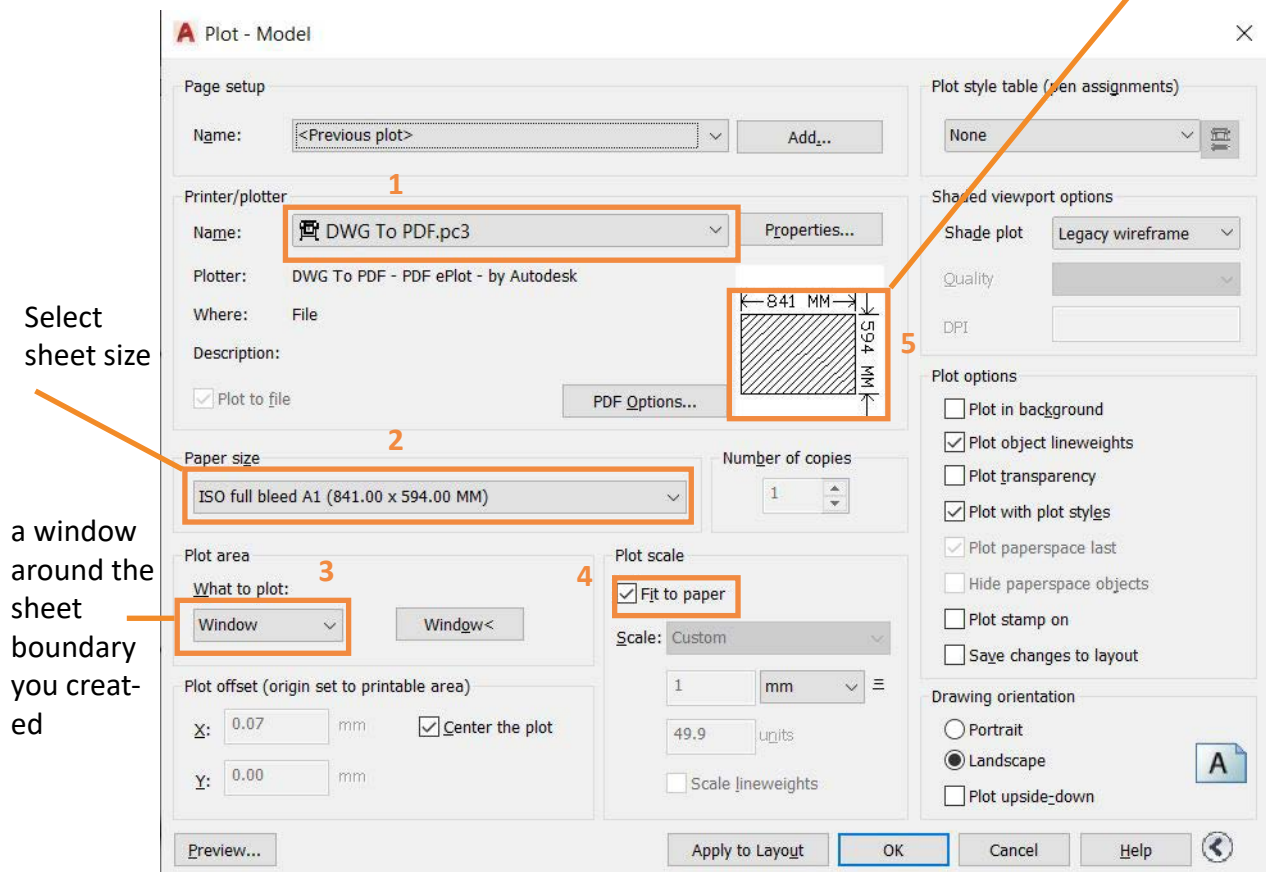 Plot - Model
Page setup
Name:
<Previous plot>
Add...
Plot style table (pen assignments)
None
1
Printer/plotter
Name:
DWG To PDF.pc3
Properties...
Plotter:
DWG To PDF - PDF ePlot - by Autodesk
Where:
File
Description:
Plot to file
PDF Options...
841 MM
594 MM
5
Shaded viewport options
Shade plot
Legacy wireframe
Quality
DPI
Select
sheet size
2
Paper size
ISO full bleed A1 (841.00 x 594.00 MM)
Number of copies
1
Plot options
Plot in background
Plot object lineweights
Plot transparency
Plot with plot styles
Plot paperspace last
Hide paperspace objects
Plot stamp on
Save changes to layout
a window
around the
sheet
boundary
you creat-
ed
Plot area
3
What to plot:
Window
Window<
Plot offset (origin set to printable area)
X:
0.07
mm
Center the plot
Y:
0.00
mm
Plot scale
4
Fit to paper
Scale:
Custom
1
mm
=
49.9
units
Scale lineweights
Drawing orientation
Portrait
Landscape
Plot upside-down
A
Preview...
Apply to Layout
OK
Cancel
Help